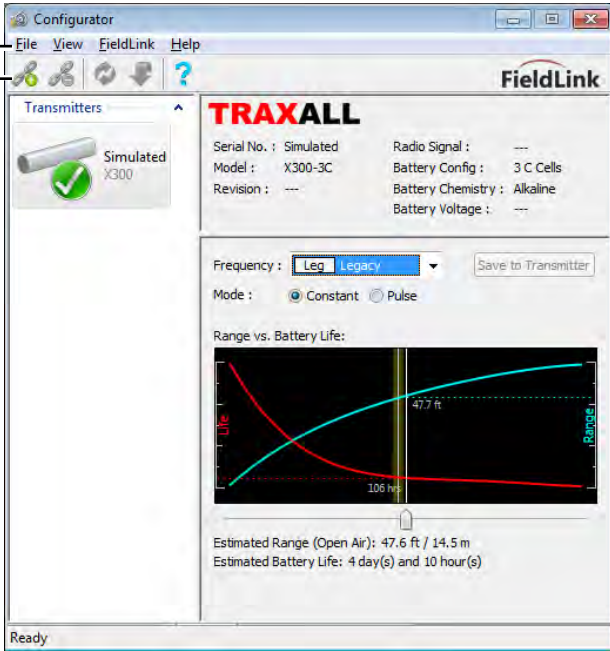 Configurator
File View FieldLink Help
?
FieldLink
Transmitters
Simulated
X300
TRAXALL
Serial No. : Simulated
Model : X300-3C
Revision : ---
Radio Signal : ---
Battery Config : 3 C Cells
Battery Chemistry : Alkaline
Battery Voltage : ---
Frequency : Leg Legacy
Save to Transmitter
Mode : Constant Pulse
Range vs. Battery Life:
Life
47.7 ft
106 hrs
Range
Estimated Range (Open Air): 47.6 ft / 14.5 m
Estimated Battery Life: 4 day(s) and 10 hour(s)
Ready